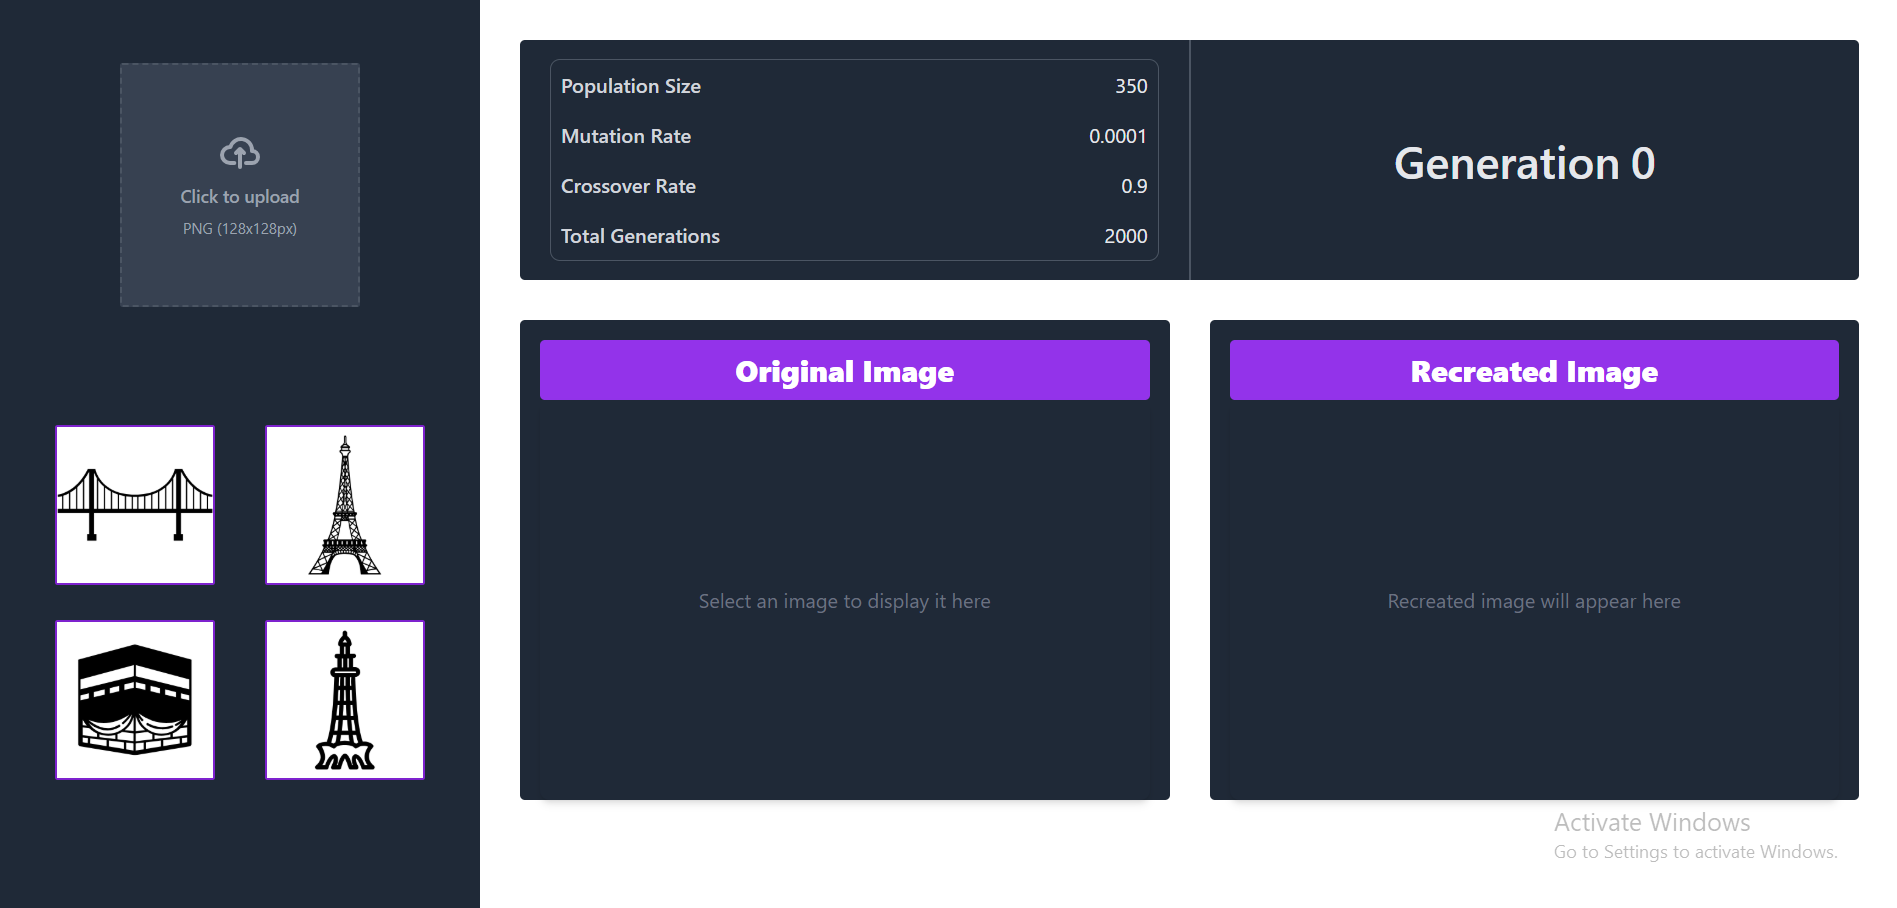 Click to upload
PNG (128x128px)
Population Size 350
Mutation Rate 0.0001
Crossover Rate 0.9
Total Generations 2000
Generation 0
Original Image
Select an image to display it here
Recreated Image
Recreated image will appear here
Activate Windows
Go to Settings to activate Windows.